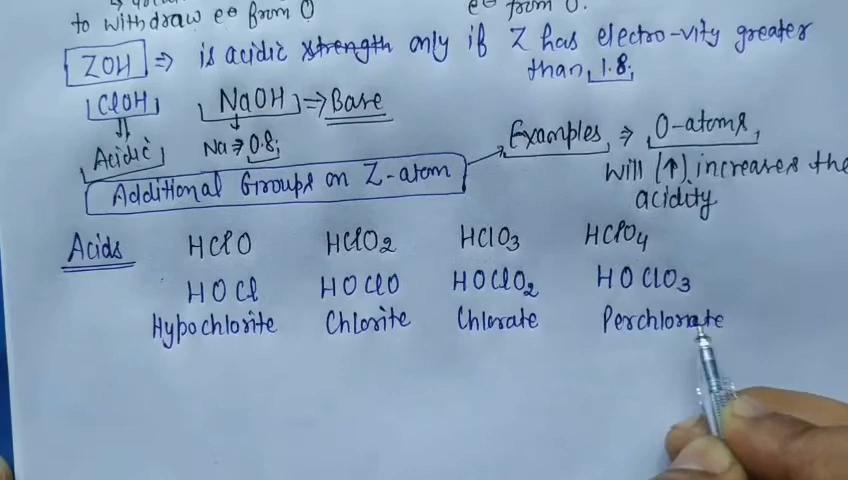 to withdraw e⊖ from O
e⊖ from O.
ZOH ⇒ is acidic strength only if Z has electro-vity greater
than 1.8;
ClOH NaOH ⇒ Base
Acidic Na ⇒ 0.8;
Examples ⇒ O-atoms,
Additional Groups on Z-atom
will (↑) increases the
acidity
Acids HClO HClO2 HClO3 HClO4
HOCl HOClO HOClO2 HOClO3
Hypochlorite Chlorite Chlorate Perchlorate